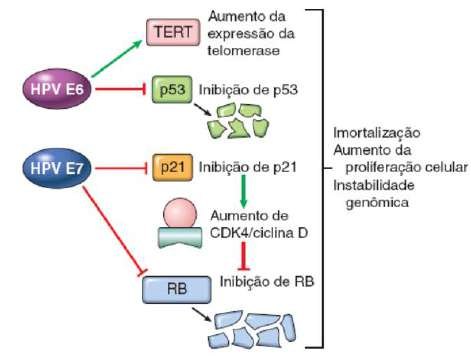 TERT
Aumento da
expressão da
telomerase
HPV E6
p53
Inibição de p53
HPV E7
p21
Inibição de p21
Aumento de
CDK4/ciclina D
RB
Inibição de RB
Imortalização
Aumento da
proliferação celular
Instabilidade
genômica